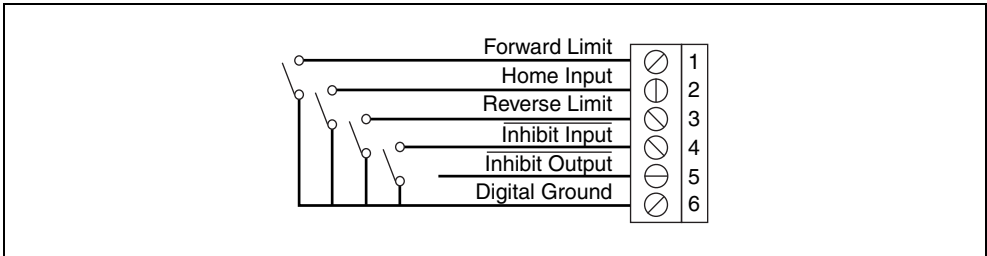 Forward Limit 1
Home Input 2
Reverse Limit 3
Inhibit Input 4
Inhibit Output 5
Digital Ground 6